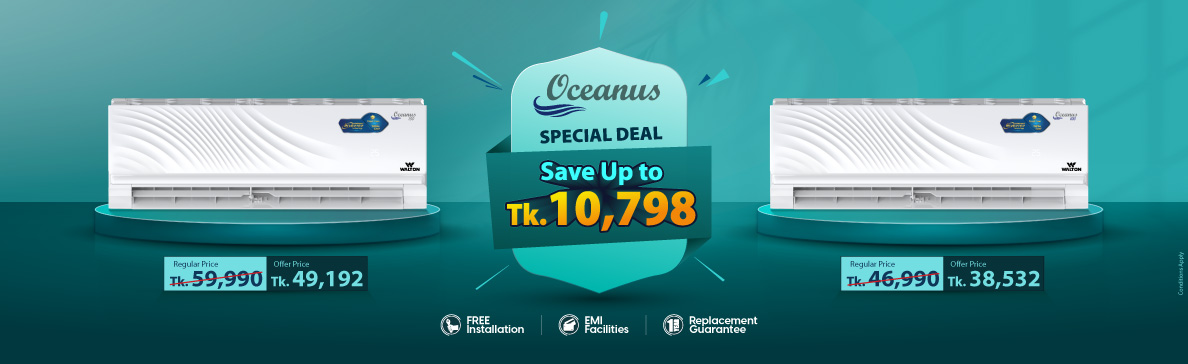 Oceanus
SPECIAL DEAL
Save Up to
Tk.10,798
Oceanus
WALTON
Regular Price
Tk. 59,990
Offer Price
Tk. 49,192
Oceanus
WALTON
Regular Price
Tk. 46,990
Offer Price
Tk. 38,532
FREE
Installation
EMI
Facilities
Replacement
Guarantee
Conditions Apply